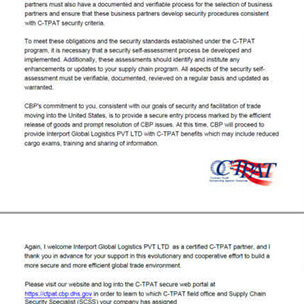 partners must also have a documented and verifiable process for the selection of business
partners and ensure that these business partners develop security procedures consistent
with C-TPAT security criteria.
To meet these obligations and the security standards established under the C-TPAT
program, it is necessary that a security self-assessment process be developed and
implemented. Additionally, these assessments should identify and institute any
enhancements or updates to your supply chain program. All aspects of the security self-
assessment must be verifiable, documented, reviewed on a regular basis and updated as
warranted.
CBP's commitment to you, consistent with our goals of security and facilitation of trade
moving into the United States, is to provide a secure entry process marked by the efficient
release of goods and prompt resolution of CBP issues. At this time, CBP will proceed to
provide Interport Global Logistics PVT LTD with C-TPAT benefits which may include reduced
cargo exams, training and sharing of information.
C-TPAT
Again, I welcome Interport Global Logistics PVT LTD as a certified C-TPAT partner, and I
thank you in advance for your support in this evolutionary and cooperative effort to build a
more secure and more efficient global trade environment.
Please visit our website and log into the C-TPAT secure web portal at
https://ctpat.cbp.dhs.gov in order to learn to which C-TPAT field office and Supply Chain
Security Specialist (SCSS) your company has assigned